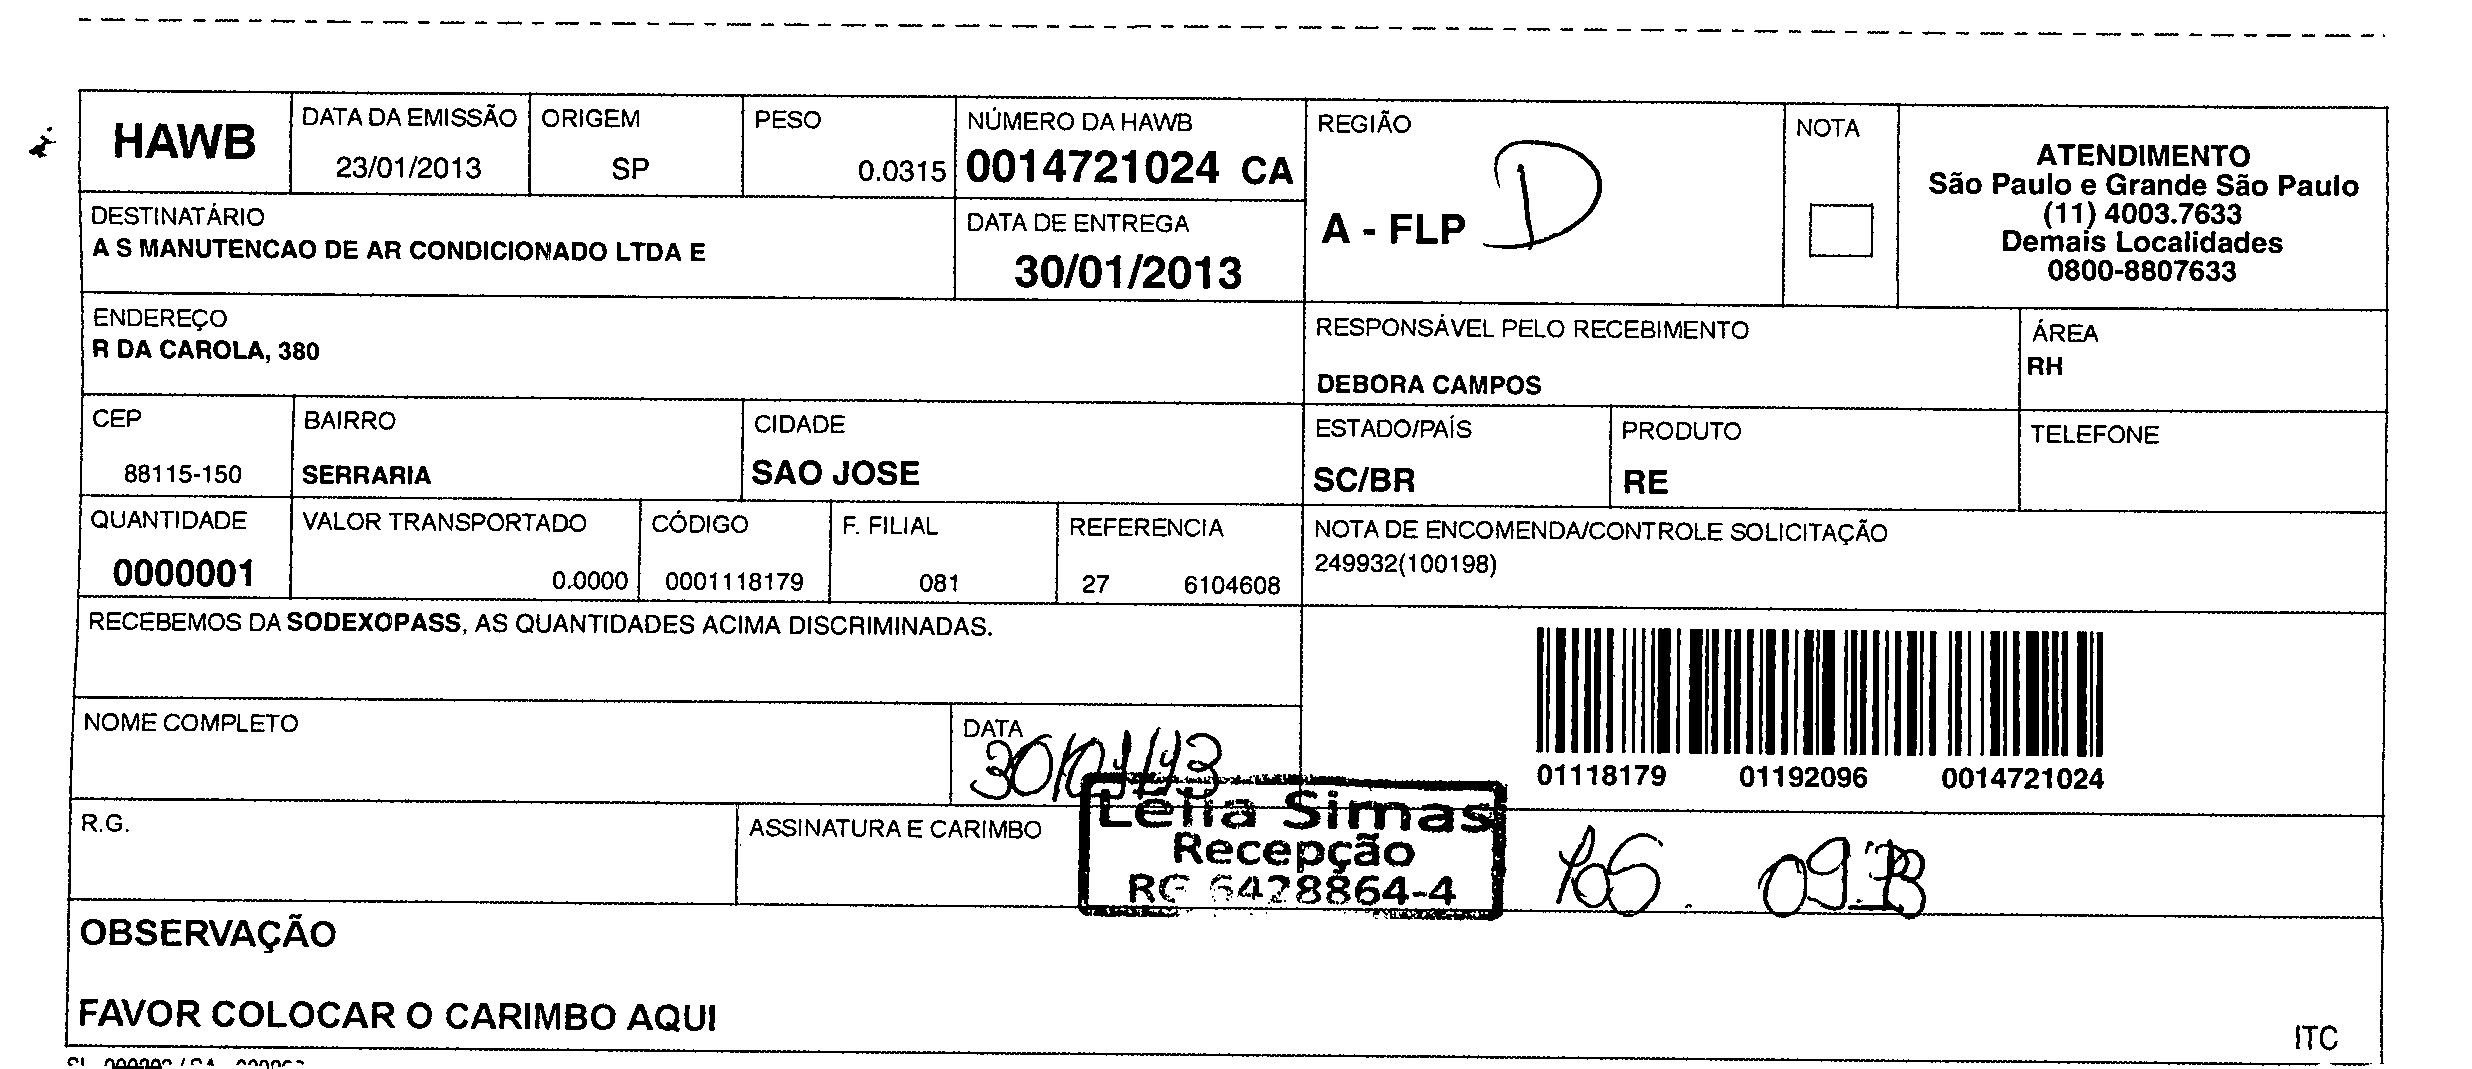 HAWB
DATA DA EMISSÃO
23/01/2013
ORIGEM
SP
PESO
0.0315
NÚMERO DA HAWB
0014721024 CA
REGIÃO
A - FLP D
NOTA
ATENDIMENTO
São Paulo e Grande São Paulo
(11) 4003.7633
Demais Localidades
0800-8807633
DESTINATÁRIO
A S MANUTENCAO DE AR CONDICIONADO LTDA E
DATA DE ENTREGA
30/01/2013
ENDEREÇO
R DA CAROLA, 380
RESPONSÁVEL PELO RECEBIMENTO
DEBORA CAMPOS
ÁREA
RH
CEP
88115-150
BAIRRO
SERRARIA
CIDADE
SAO JOSE
ESTADO/PAÍS
SC/BR
PRODUTO
RE
TELEFONE
QUANTIDADE
0000001
VALOR TRANSPORTADO
0.0000
CÓDIGO
0001118179
F. FILIAL
081
REFERENCIA
27 6104608
NOTA DE ENCOMENDA/CONTROLE SOLICITAÇÃO
249932(100198)
RECEBEMOS DA SODEXOPASS, AS QUANTIDADES ACIMA DISCRIMINADAS.
01118179 01192096 0014721024
NOME COMPLETO
DATA
30/01/13
R.G.
ASSINATURA E CARIMBO
Leila Simas
Recepção
RG 6428864-4
OBSERVAÇÃO
FAVOR COLOCAR O CARIMBO AQUI
ITC